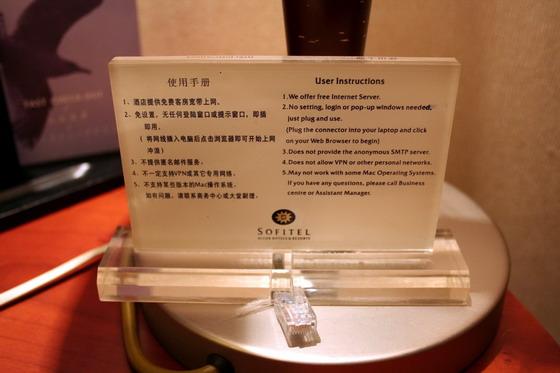 使用手册
1、酒店提供免费客房宽带上网。
2、免设置，无任何登陆窗口或提示窗口，即插
即用。
（将网线插入电脑后点击浏览器即可开始上网
冲浪）
3、不提供匿名邮件服务。
4、不一定支持VPN或其它专用网络。
5、不支持某些版本的Mac操作系统。
如有问题，请联系商务中心或大堂副理。
User Instructions
1.We offer free Internet Server.
2.No setting, login or pop-up windows needed,
just plug and use.
(Plug the connector into your laptop and click
on your Web Browser to begin)
3.Does not provide the anonymous SMTP server.
4.Does not allow VPN or other personal networks.
5.May not work with some Mac Operating Systems.
If you have any questions, please call Business
centre or Assistant Manager.
SOFITEL
ACCOR HOTELS & RESORTS